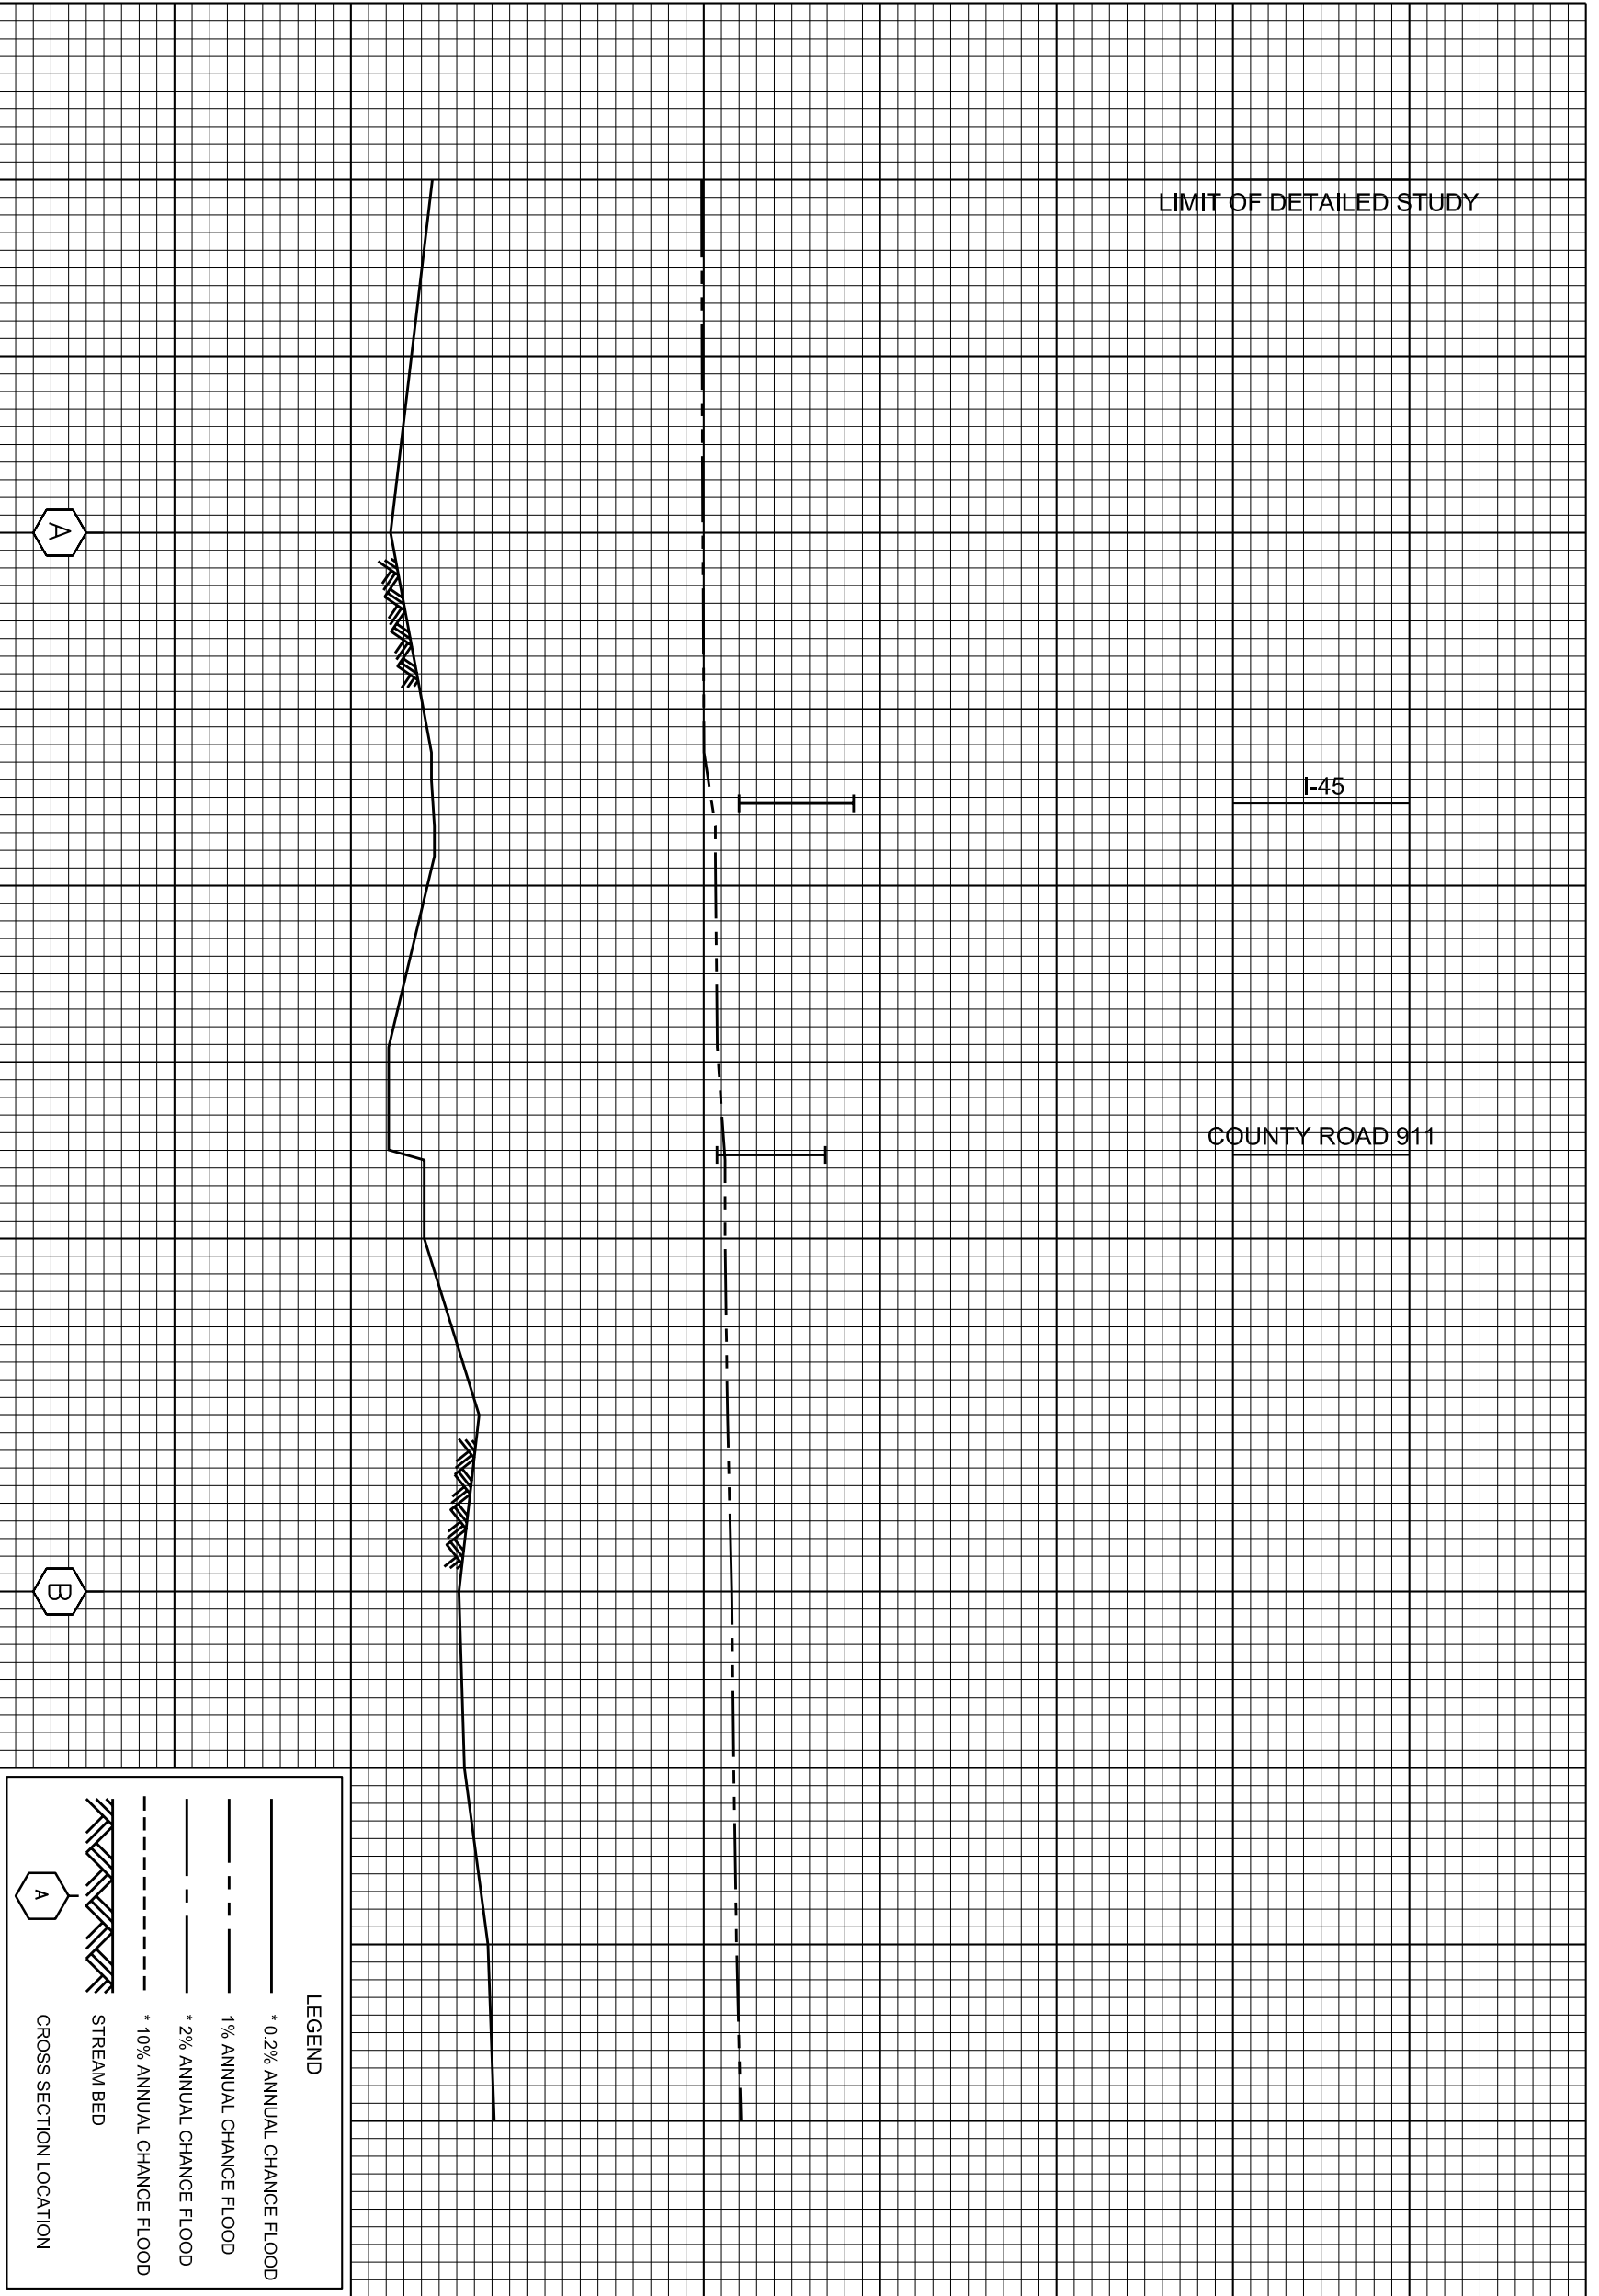 LIMIT OF DETAILED STUDY
I-45
COUNTY ROAD 911
A
B
LEGEND
* 0.2% ANNUAL CHANCE FLOOD
1% ANNUAL CHANCE FLOOD
* 2% ANNUAL CHANCE FLOOD
* 10% ANNUAL CHANCE FLOOD
STREAM BED
A
CROSS SECTION LOCATION